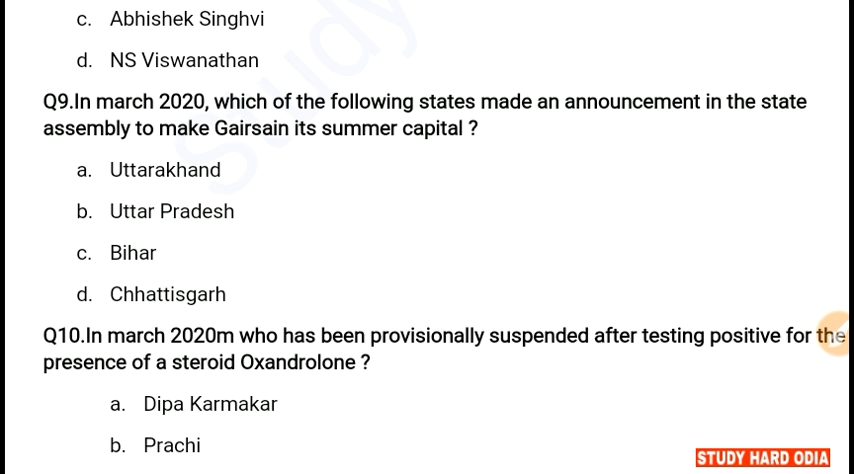 c. Abhishek Singhvi
d. NS Viswanathan
Q9.In march 2020, which of the following states made an announcement in the state
assembly to make Gairsain its summer capital ?
a. Uttarakhand
b. Uttar Pradesh
c. Bihar
d. Chhattisgarh
Q10.In march 2020m who has been provisionally suspended after testing positive for the
presence of a steroid Oxandrolone ?
a. Dipa Karmakar
b. Prachi
STUDY HARD ODIA
Study